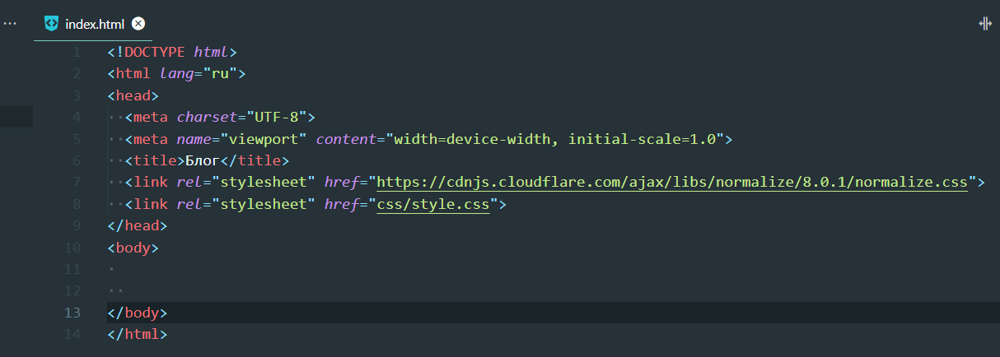 index.html
1 <!DOCTYPE html>
2 <html lang="ru">
3 <head>
4 <meta charset="UTF-8">
5 <meta name="viewport" content="width=device-width, initial-scale=1.0">
6 <title>Блог</title>
7 <link rel="stylesheet" href="https://cdnjs.cloudflare.com/ajax/libs/normalize/8.0.1/normalize.css">
8 <link rel="stylesheet" href="css/style.css">
9 </head>
10 <body>
11
12
13 </body>
14 </html>